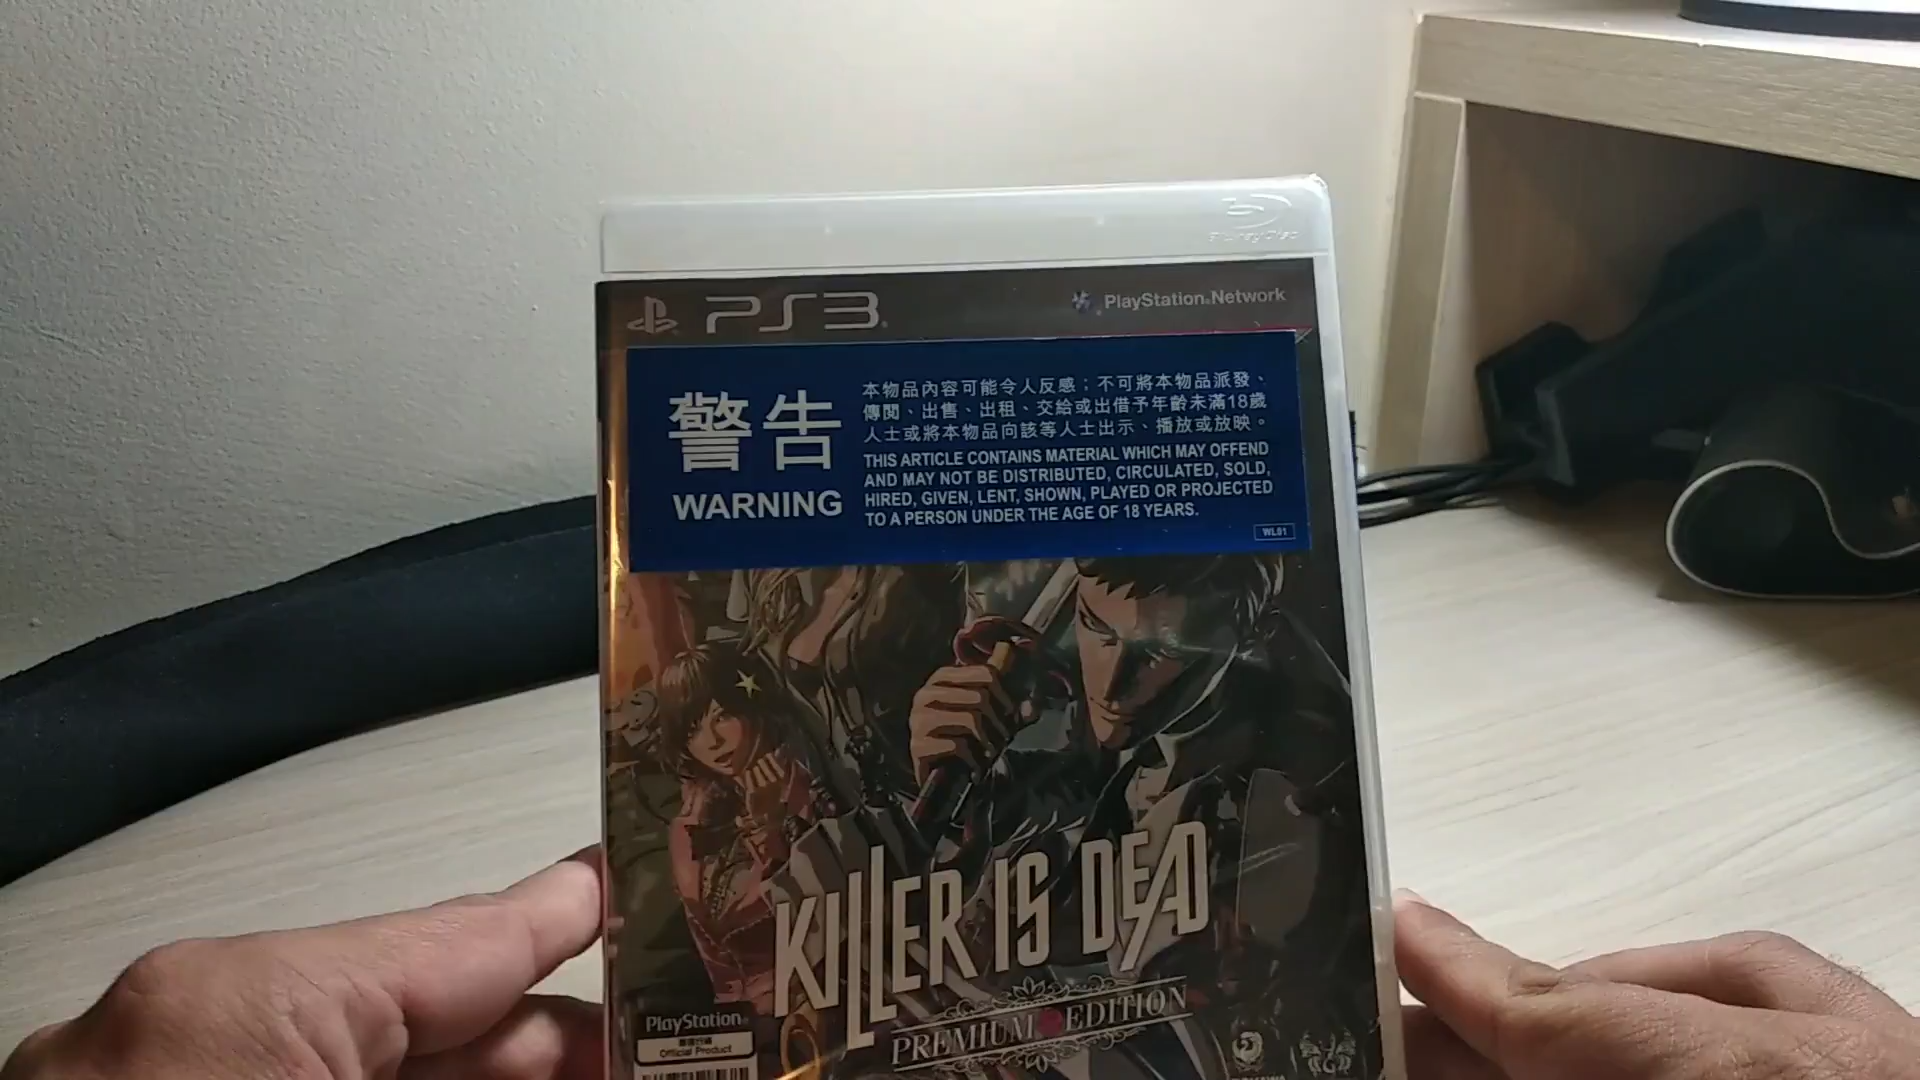 Blu-ray Disc
PS3
PlayStation®Network
警告
WARNING
本物品內容可能令人反感；不可將本物品派發、
傳閱、出售、出租、交給或出借予年齡未滿18歲
人士或將本物品向該等人士出示、播放或放映。
THIS ARTICLE CONTAINS MATERIAL WHICH MAY OFFEND
AND MAY NOT BE DISTRIBUTED, CIRCULATED, SOLD,
HIRED, GIVEN, LENT, SHOWN, PLAYED OR PROJECTED
TO A PERSON UNDER THE AGE OF 18 YEARS.
WL01
KILLER IS DEAD
PREMIUM EDITION
PlayStation®
Official Product